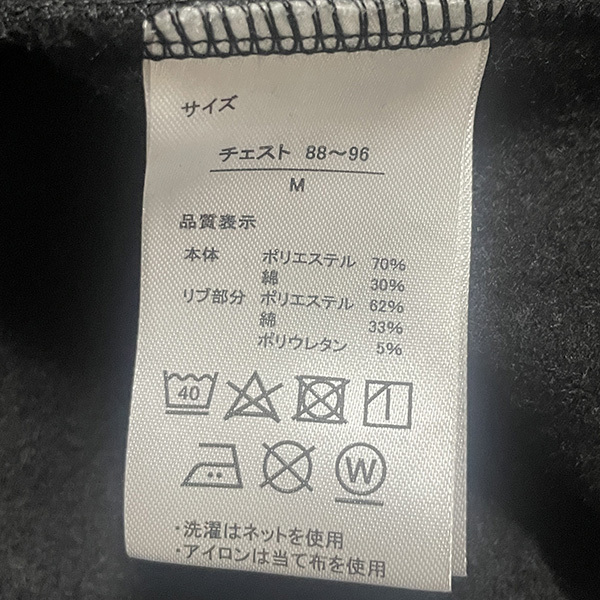 サイズ
チェスト 88～96
M
品質表示
本体 ポリエステル 70%
綿 30%
リブ部分 ポリエステル 62%
綿 33%
ポリウレタン 5%
40
W
・洗濯はネットを使用
・アイロンは当て布を使用